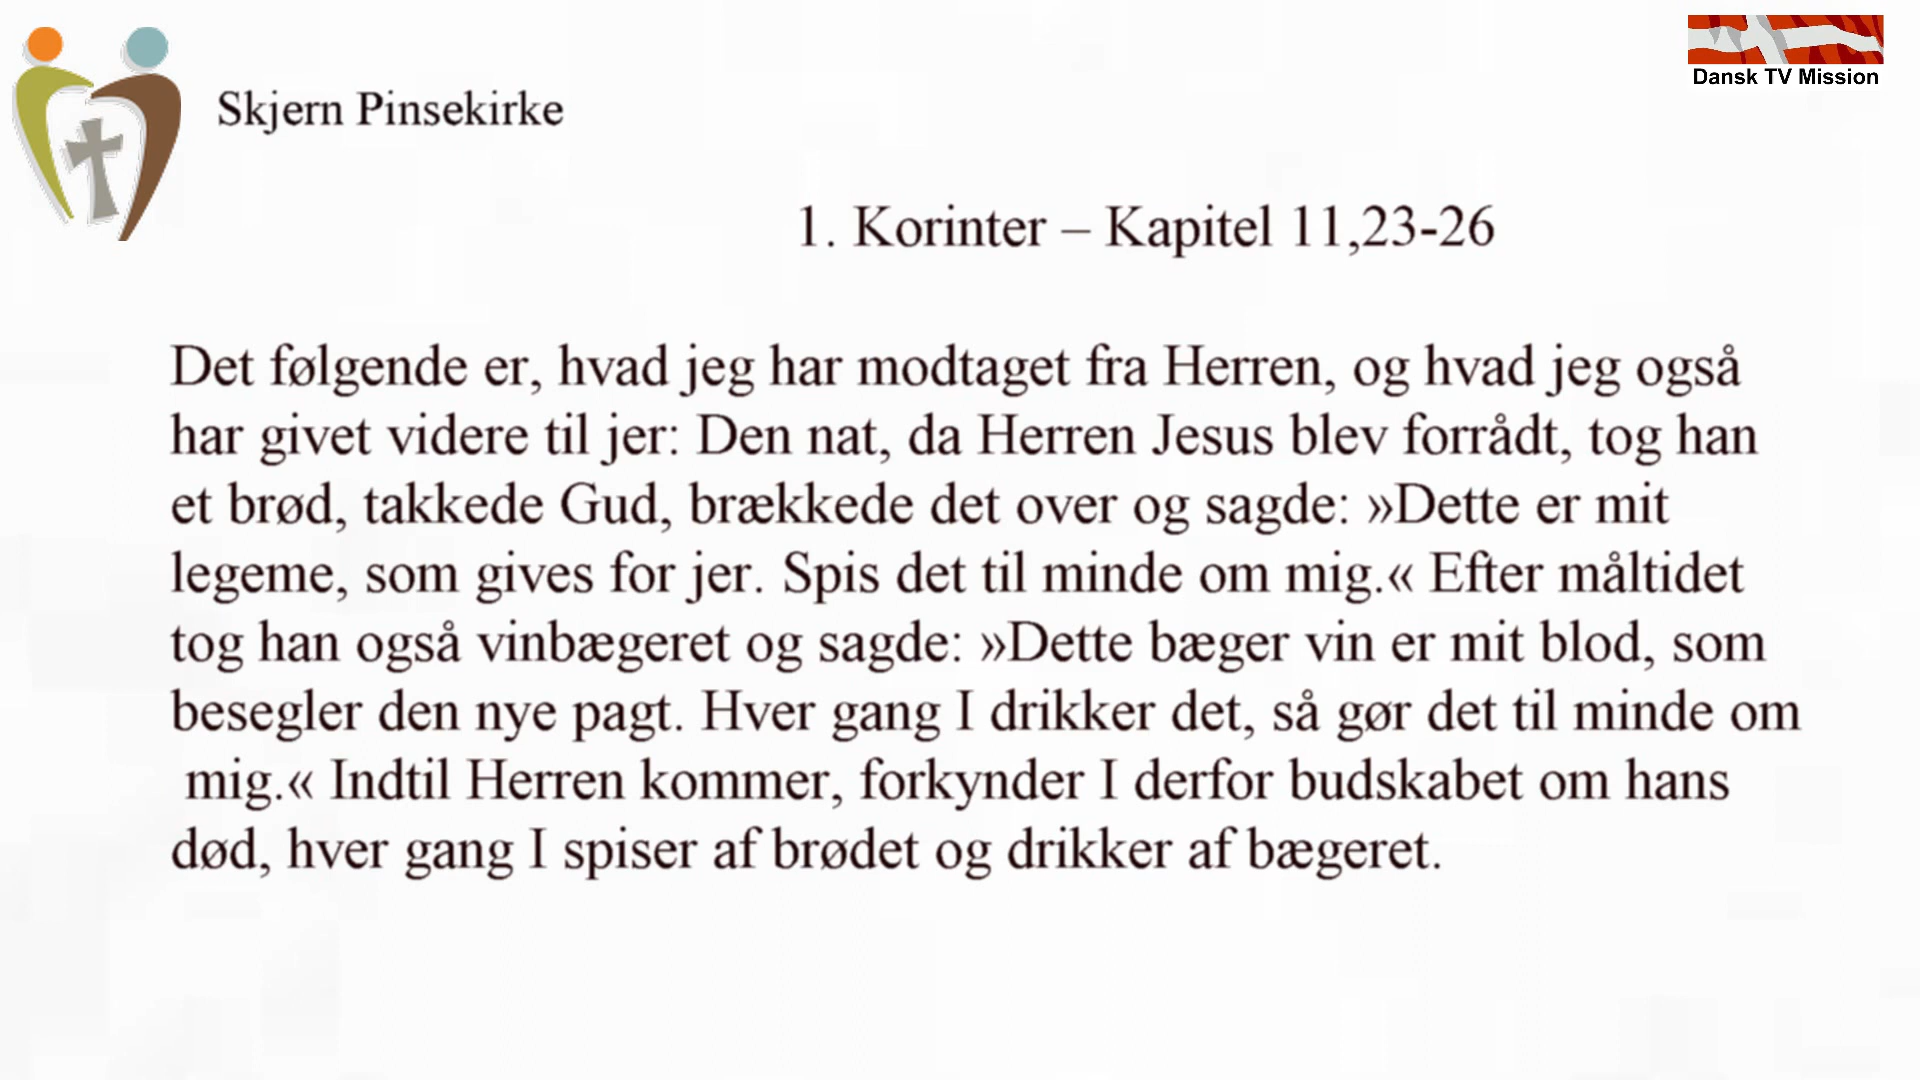 Dansk TV Mission
Skjern Pinsekirke
1. Korinter – Kapitel 11,23-26
Det følgende er, hvad jeg har modtaget fra Herren, og hvad jeg også
har givet videre til jer: Den nat, da Herren Jesus blev forrådt, tog han
et brød, takkede Gud, brækkede det over og sagde: »Dette er mit
legeme, som gives for jer. Spis det til minde om mig.« Efter måltidet
tog han også vinbægeret og sagde: »Dette bæger vin er mit blod, som
besegler den nye pagt. Hver gang I drikker det, så gør det til minde om
mig.« Indtil Herren kommer, forkynder I derfor budskabet om hans
død, hver gang I spiser af brødet og drikker af bægeret.